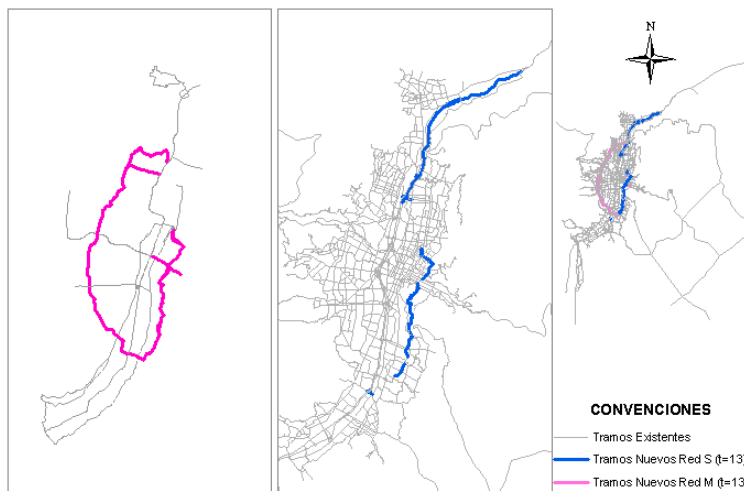 N
CONVENCIONES
Tramos Existentes
Tramos Nuevos Red S (t=13)
Tramos Nuevos Red M (t=13